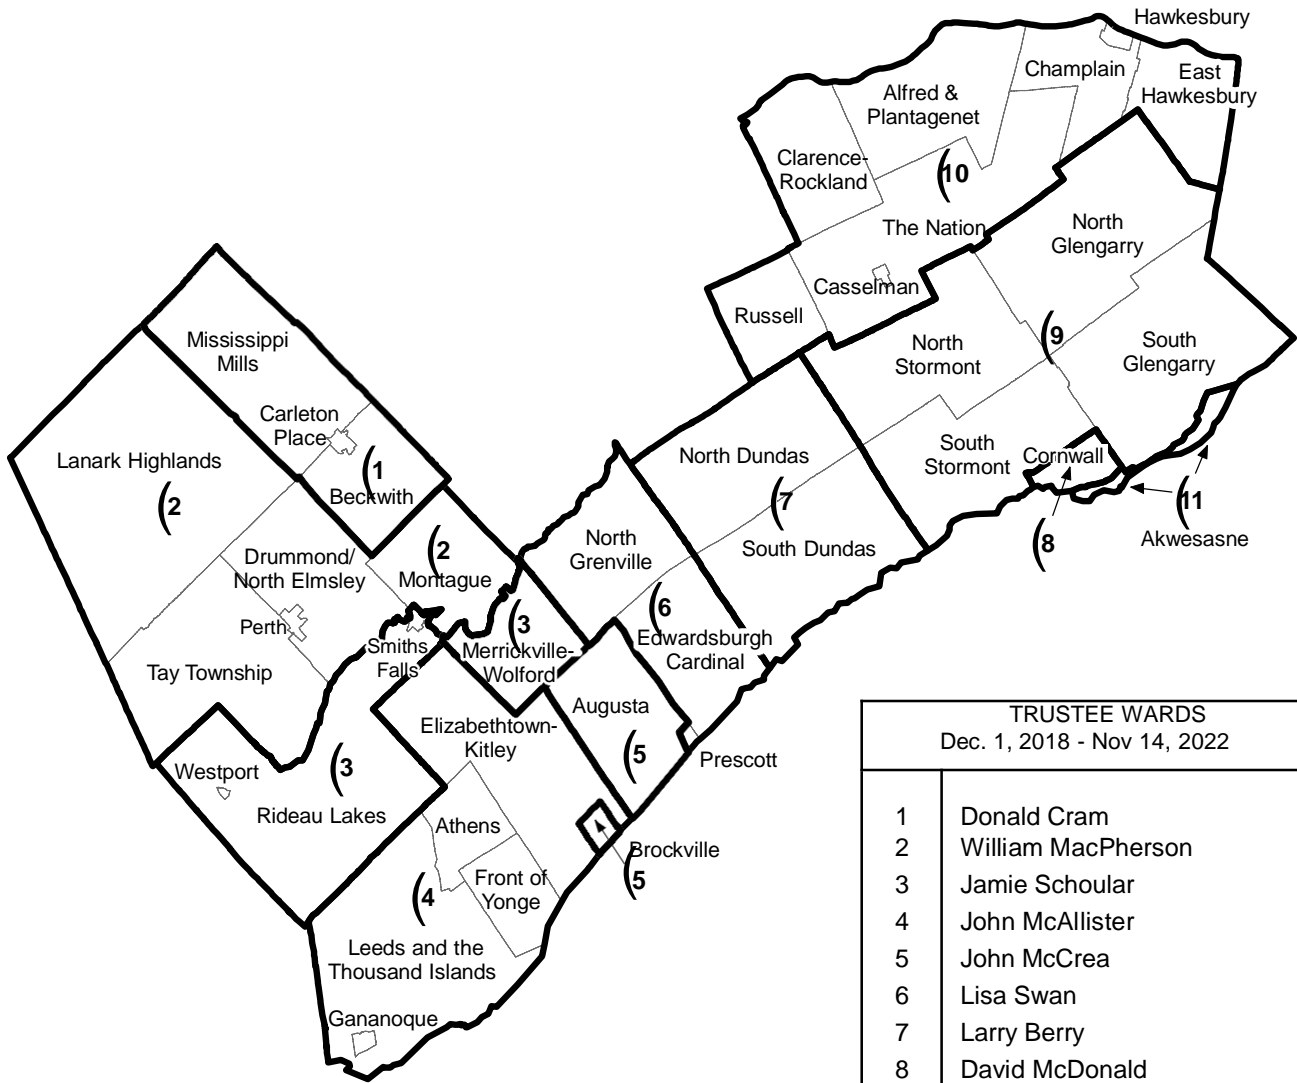 Hawkesbury
Champlain
East
Hawkesbury
Alfred &
Plantagenet
Clarence-
Rockland
(10
The Nation
North
Glengarry
Casselman
Russell
Mississippi
Mills
North
Stormont
(9
South
Glengarry
Carleton
Place
Lanark Highlands
(1
Beckwith
(2
North Dundas
South
Stormont
Cornwall
(7
(11
Akwesasne
(8
South Dundas
Drummond/
North Elmsley
(2
Montague
North
Grenville
Perth
Smiths
Falls
(3
Merrickville-
Wolford
(6
Edwardsburgh
Cardinal
Tay Township
Augusta
Elizabethtown-
Kitley
(5
Prescott
Westport
(3
Rideau Lakes
Athens
Brockville
(5
Front of
Yonge
(4
Leeds and the
Thousand Islands
Gananoque
TRUSTEE WARDS
Dec. 1, 2018 - Nov 14, 2022
1 Donald Cram
2 William MacPherson
3 Jamie Schoular
4 John McAllister
5 John McCrea
6 Lisa Swan
7 Larry Berry
8 David McDonald